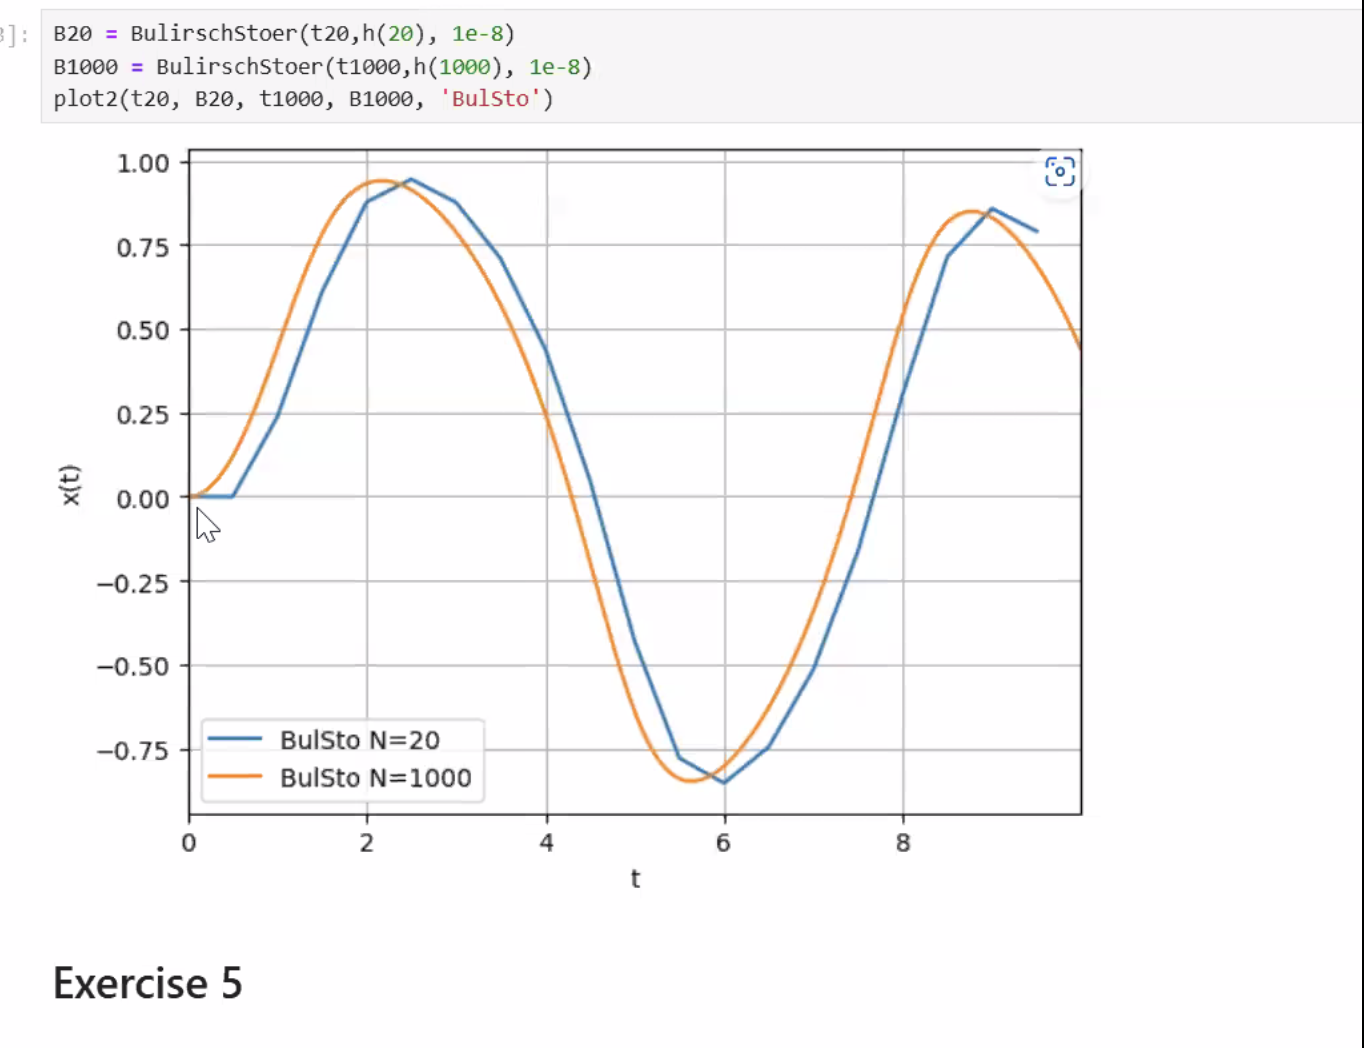 3]:
B20 = BulirschStoer(t20,h(20), 1e-8)
B1000 = BulirschStoer(t1000,h(1000), 1e-8)
plot2(t20, B20, t1000, B1000, 'BulSto')
1.00
0.75
0.50
0.25
0.00
−0.25
−0.50
−0.75
x(t)
BulSto N=20
BulSto N=1000
0 2 4 6 8
t
Exercise 5